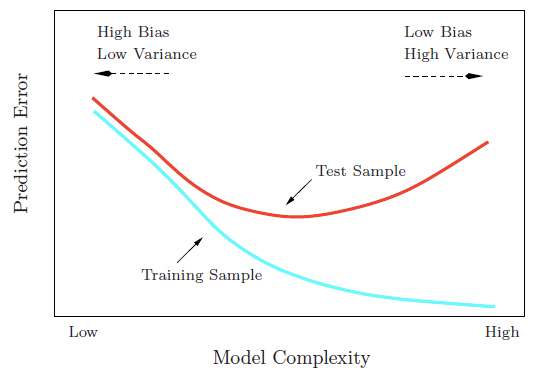 High Bias
Low Variance
Low Bias
High Variance
Prediction Error
Test Sample
Training Sample
Low
High
Model Complexity